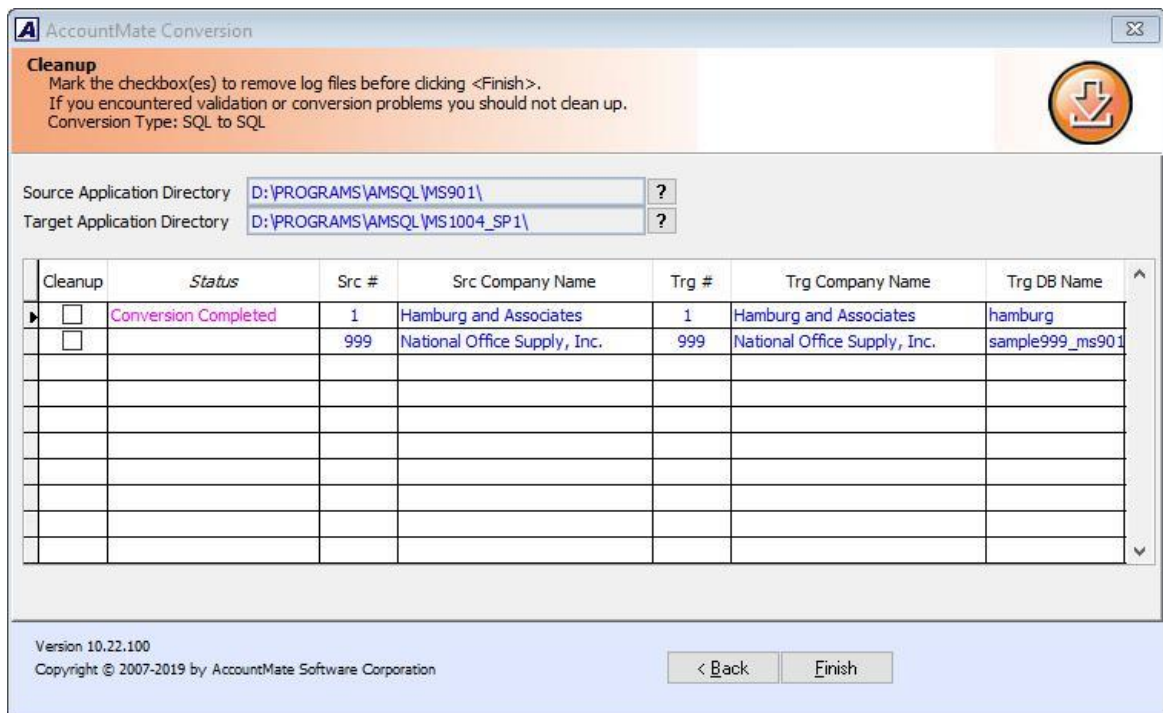 AccountMate Conversion
Cleanup
Mark the checkbox(es) to remove log files before clicking <Finish>.
If you encountered validation or conversion problems you should not clean up.
Conversion Type: SQL to SQL
Source Application Directory D:\PROGRAMS\AMSQL\MS901\ ?
Target Application Directory D:\PROGRAMS\AMSQL\MS1004_SP1\ ?
Cleanup Status Src # Src Company Name Trg # Trg Company Name Trg DB Name
Conversion Completed 1 Hamburg and Associates 1 Hamburg and Associates hamburg
999 National Office Supply, Inc. 999 National Office Supply, Inc. sample999_ms901
Version 10.22.100
Copyright © 2007-2019 by AccountMate Software Corporation
< Back Finish